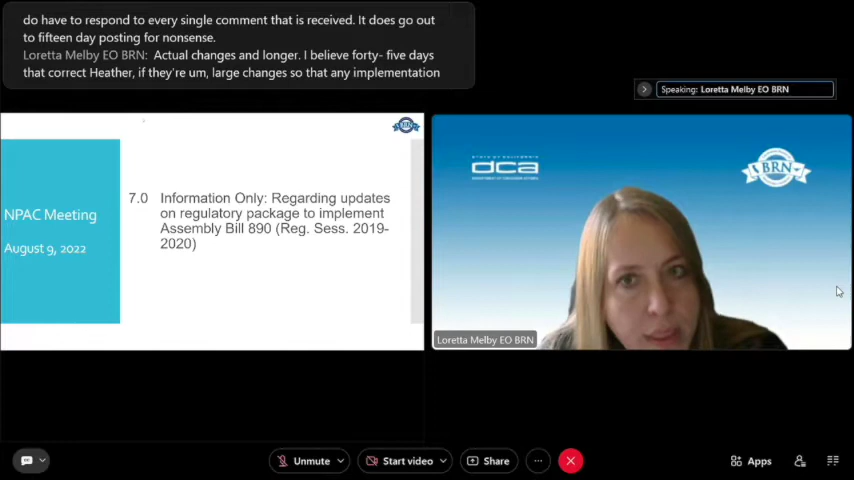 do have to respond to every single comment that is received. It does go out
to fifteen day posting for nonsense.
Loretta Melby EO BRN: Actual changes and longer. I believe forty- five days
that correct Heather, if they're um, large changes so that any implementation
Speaking: Loretta Melby EO BRN
BRN
NPAC Meeting
August 9, 2022
7.0 Information Only: Regarding updates
on regulatory package to implement
Assembly Bill 890 (Reg. Sess. 2019-
2020)
dca
BRN
Loretta Melby EO BRN
Unmute
Start video
Share
Apps